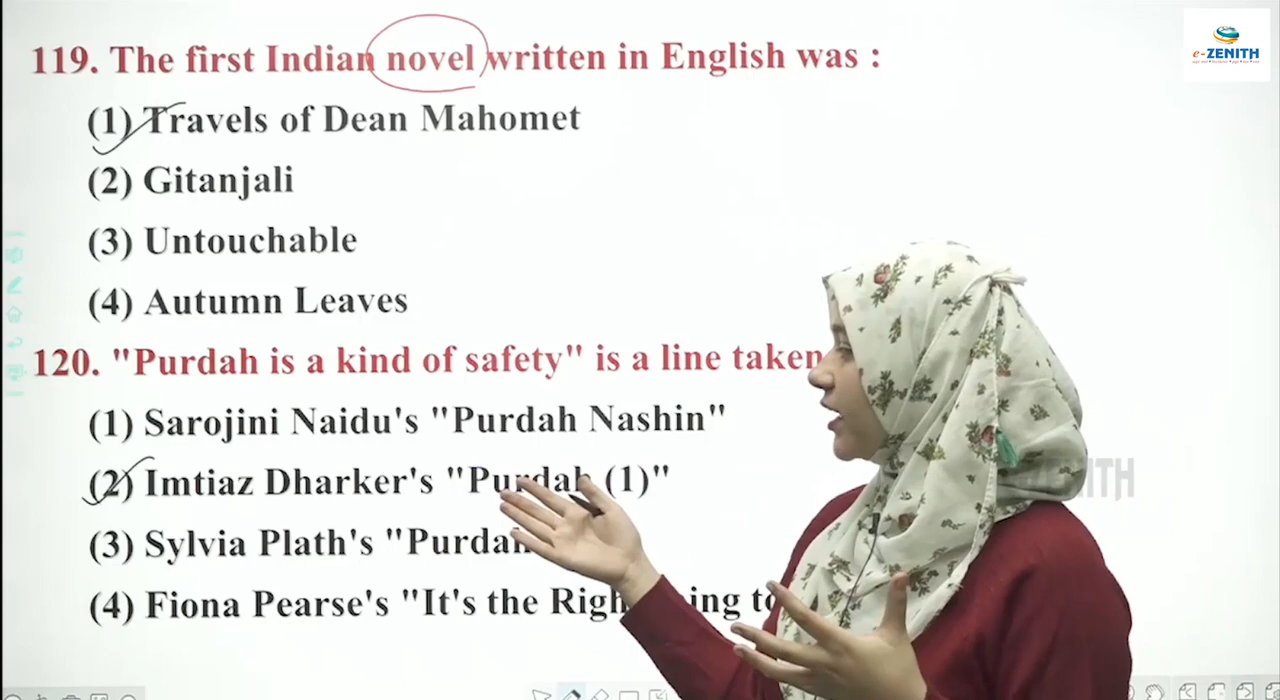 e-ZENITH
119. The first Indian novel written in English was :
(1) Travels of Dean Mahomet
(2) Gitanjali
(3) Untouchable
(4) Autumn Leaves
120. "Purdah is a kind of safety" is a line taken
(1) Sarojini Naidu's "Purdah Nashin"
(2) Imtiaz Dharker's "Purdah (1)"
(3) Sylvia Plath's "Purdah
(4) Fiona Pearse's "It's the